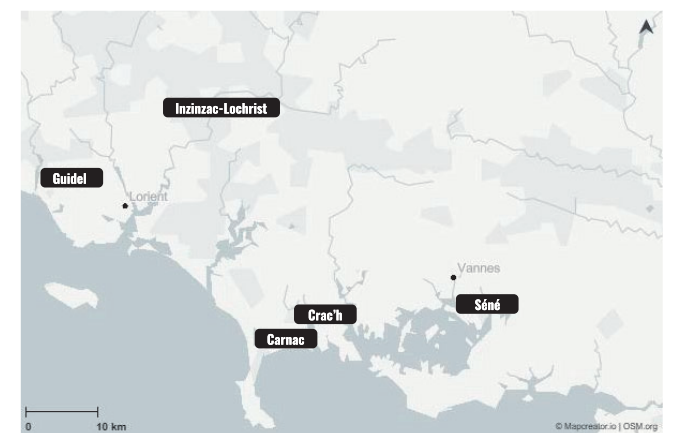 Inzinzac-Lochrist
Guidel
Lorient
Vannes
Séné
Crac'h
Carnac
0 10 km
© Mapcreator.io | OSM.org